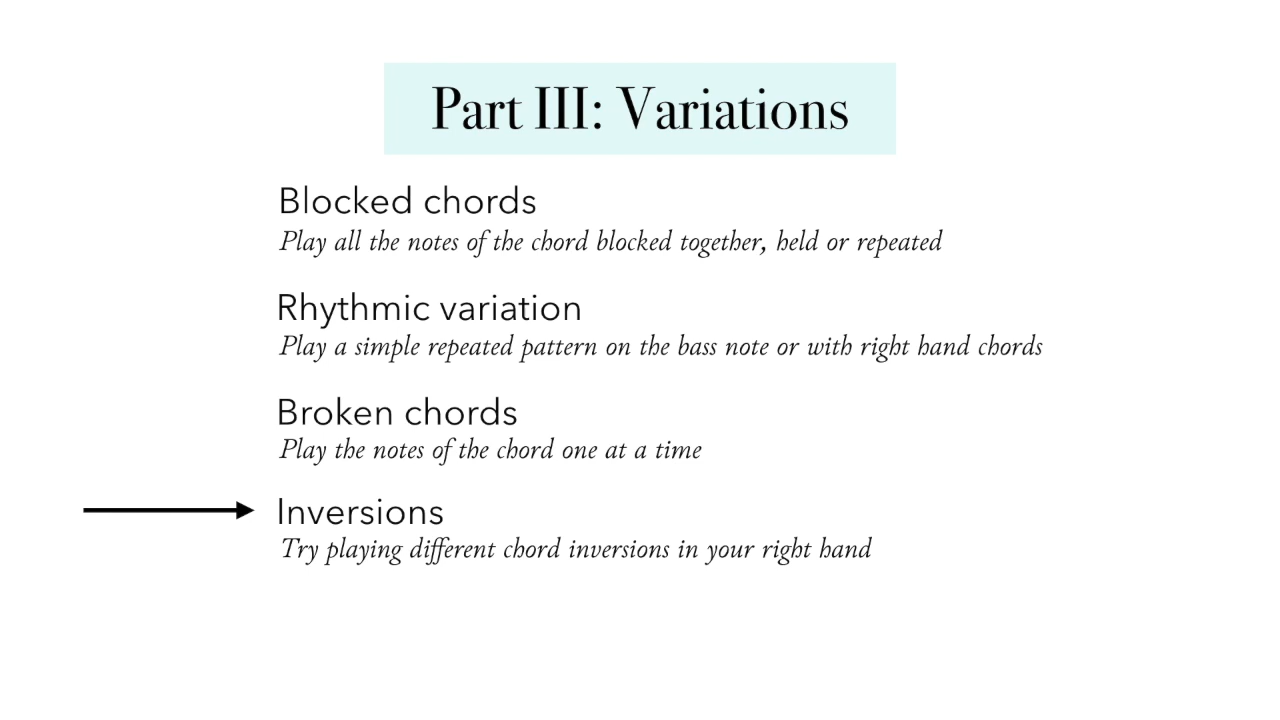 Part III: Variations
Blocked chords
Play all the notes of the chord blocked together, held or repeated
Rhythmic variation
Play a simple repeated pattern on the bass note or with right hand chords
Broken chords
Play the notes of the chord one at a time
Inversions
Try playing different chord inversions in your right hand